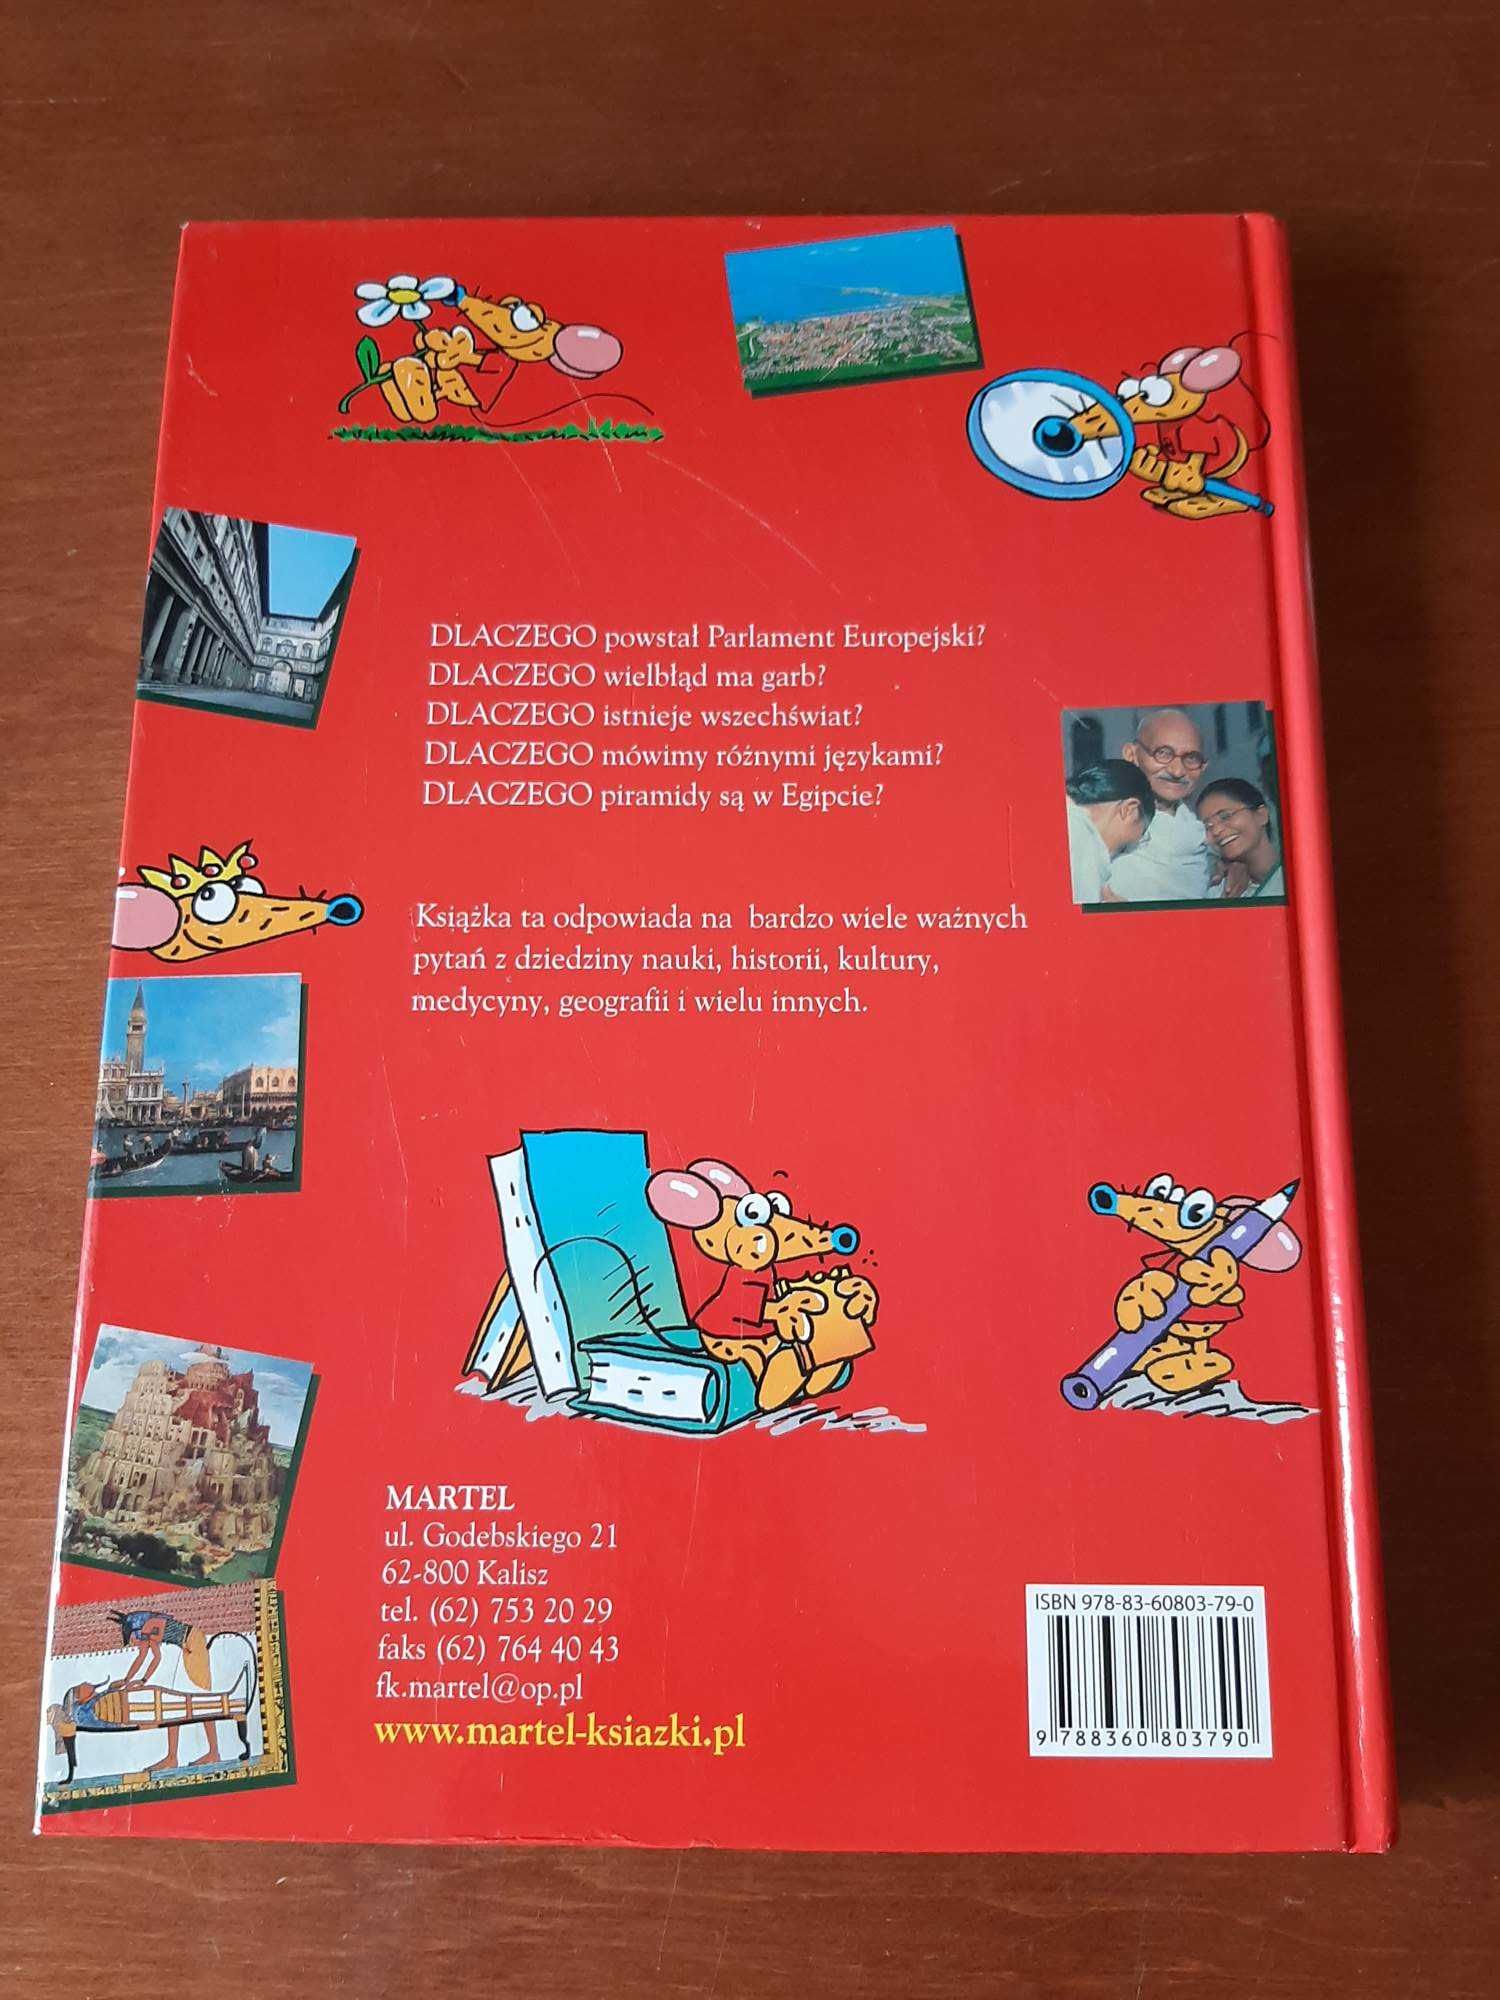 DLACZEGO powstał Parlament Europejski?
DLACZEGO wielbłąd ma garb?
DLACZEGO istnieje wszechświat?
DLACZEGO mówimy różnymi językami?
DLACZEGO piramidy są w Egipcie?
Książka ta odpowiada na bardzo wiele ważnych
pytań z dziedziny nauki, historii, kultury,
medycyny, geografii i wielu innych.
MARTEL
ul. Godebskiego 21
62-800 Kalisz
tel. (62) 753 20 29
faks (62) 764 40 43
fk.martel@op.pl
www.martel-ksiazki.pl
ISBN 978-83-60803-79-0
9 788360 803790